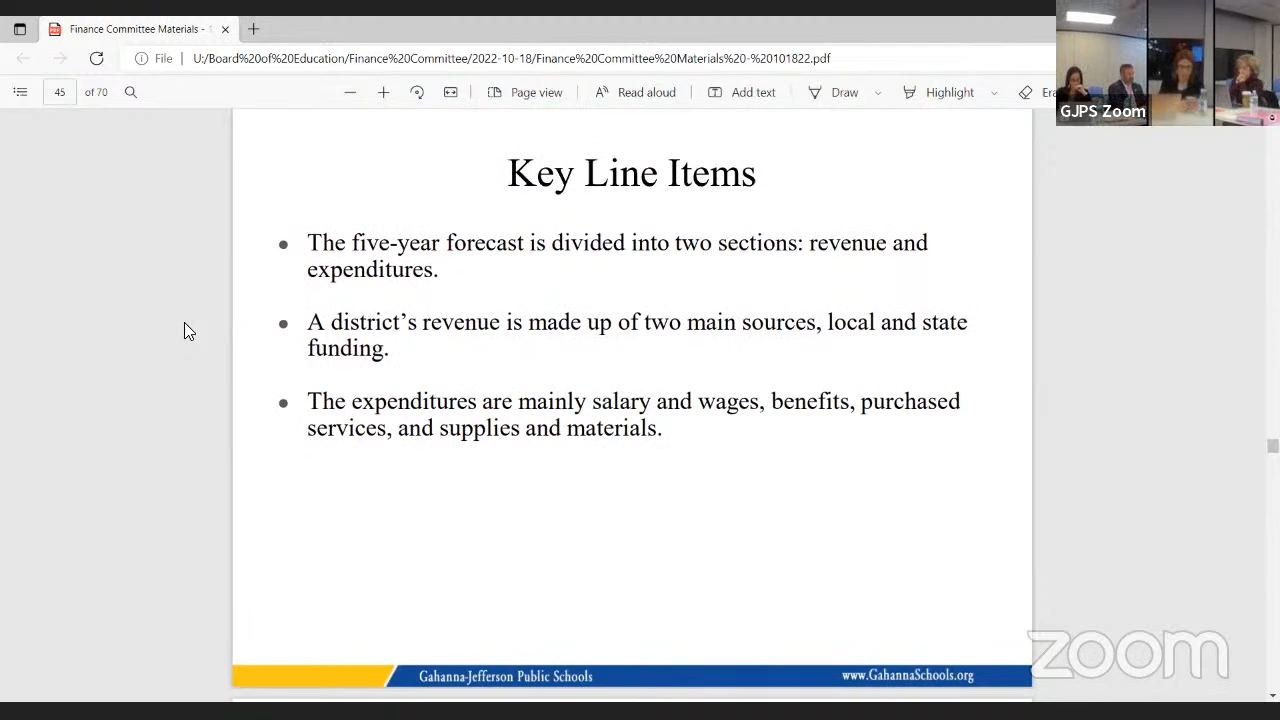 Finance Committee Materials -
File
U:/Board%20of%20Education/Finance%20Committee/2022-10-18/Finance%20Committee%20Materials%20-%20101822.pdf
45 of 70
Page view
Read aloud
Add text
Draw
Highlight
Era
GJPS Zoom
Key Line Items
The five-year forecast is divided into two sections: revenue and
expenditures.
A district’s revenue is made up of two main sources, local and state
funding.
The expenditures are mainly salary and wages, benefits, purchased
services, and supplies and materials.
Gahanna-Jefferson Public Schools
www.GahannaSchools.org
zoom